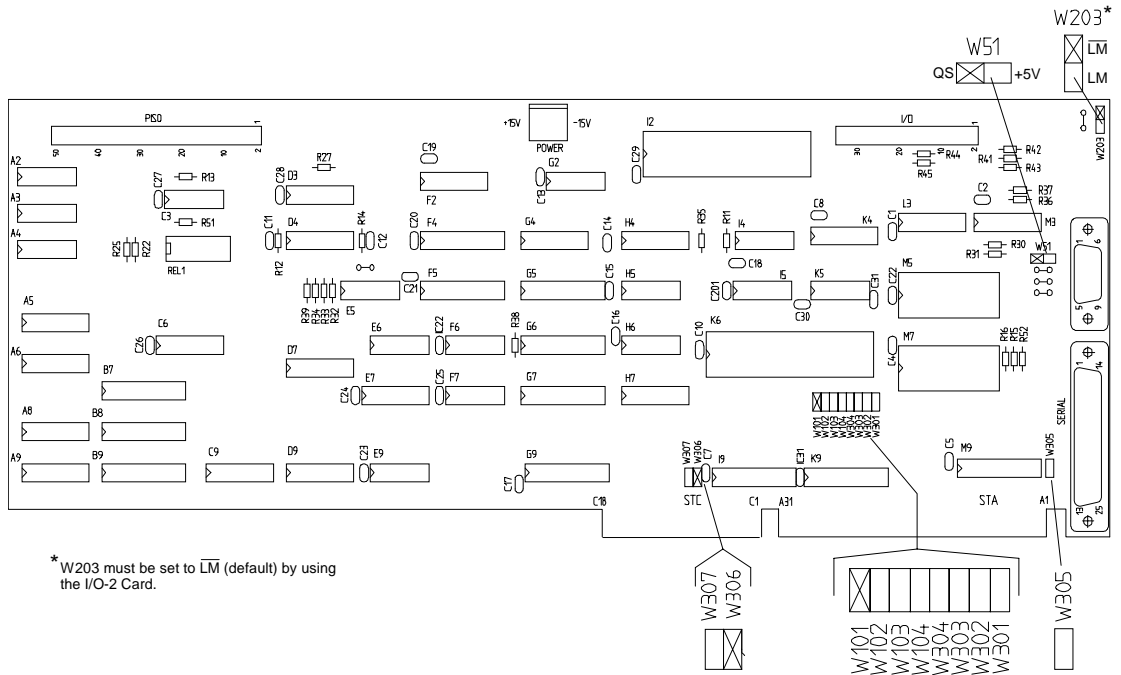 W203*
L̅M̅
LM
W51
QS
+5V
PISO
1
50
40
30
20
10
2
+15V
-15V
POWER
I2
I/O
1
30
20
10
2
W203
A2
A3
A4
C27
R13
C3
R51
R25
R22
REL1
C28
D3
R27
C19
F2
G2
C18
C29
R44
R45
R42
R41
R43
R37
R36
C2
C11
R12
D4
R14
C12
C20
F4
G4
C14
H4
R35
R11
I4
C18
C8
K4
C1
L3
M3
R30
R31
W51
1
6
5
9
C21
F5
G5
C15
H5
C201
I5
C30
K5
C31
C22
M5
R39
R34
R33
R32
E5
A5
A6
C26
C6
E6
C22
F6
R38
G6
C16
H6
C10
K6
C4
M7
R16
R15
R52
B7
D7
C24
E7
C25
F7
G7
H7
W101
W102
W103
W104
W304
W303
W302
W301
1
14
SERIAL
13
25
A8
B8
A9
B9
C9
D9
C23
E9
C17
G9
W307
W306
C7
I9
C31
K9
C5
M9
W305
C18
STC
C1
A31
STA
A1
* W203 must be set to L̅M̅ (default) by using
the I/O-2 Card.
W307
W306
W101
W102
W103
W104
W304
W303
W302
W301
W305